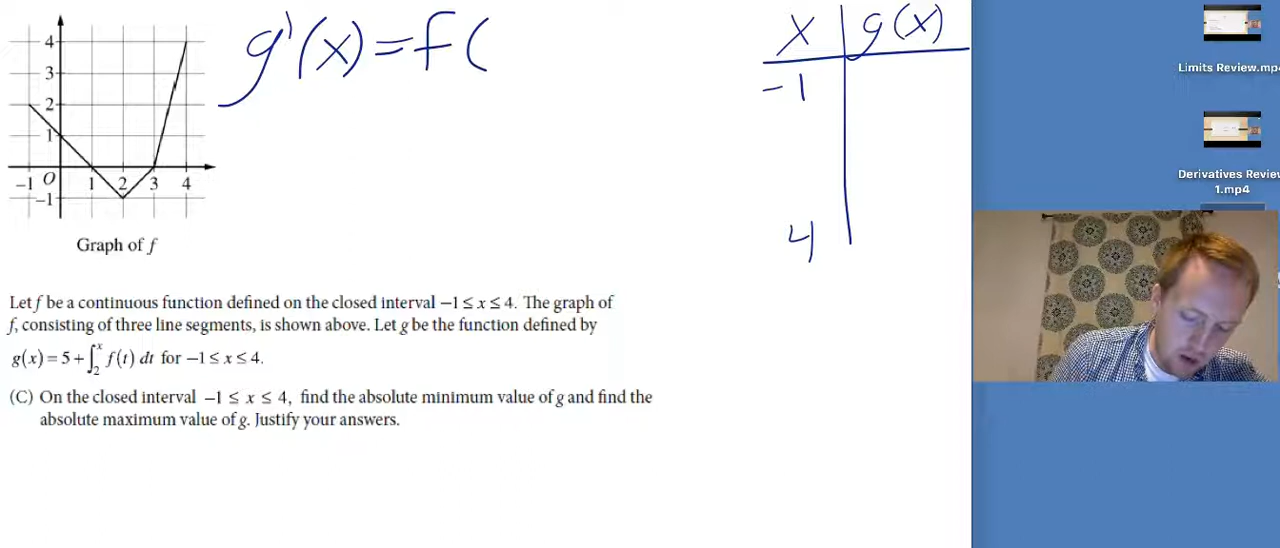 g'(x)=f(
x g(x)
-1
4
4
3
2
1
-1 O 1 2 3 4
-1
Graph of f
Let f be a continuous function defined on the closed interval −1 ≤ x ≤ 4. The graph of
f, consisting of three line segments, is shown above. Let g be the function defined by
g(x) = 5 + ∫₂ˣ f(t) dt for −1 ≤ x ≤ 4.
(C) On the closed interval −1 ≤ x ≤ 4, find the absolute minimum value of g and find the
absolute maximum value of g. Justify your answers.
Limits Review.mp4
Derivatives Review
1.mp4